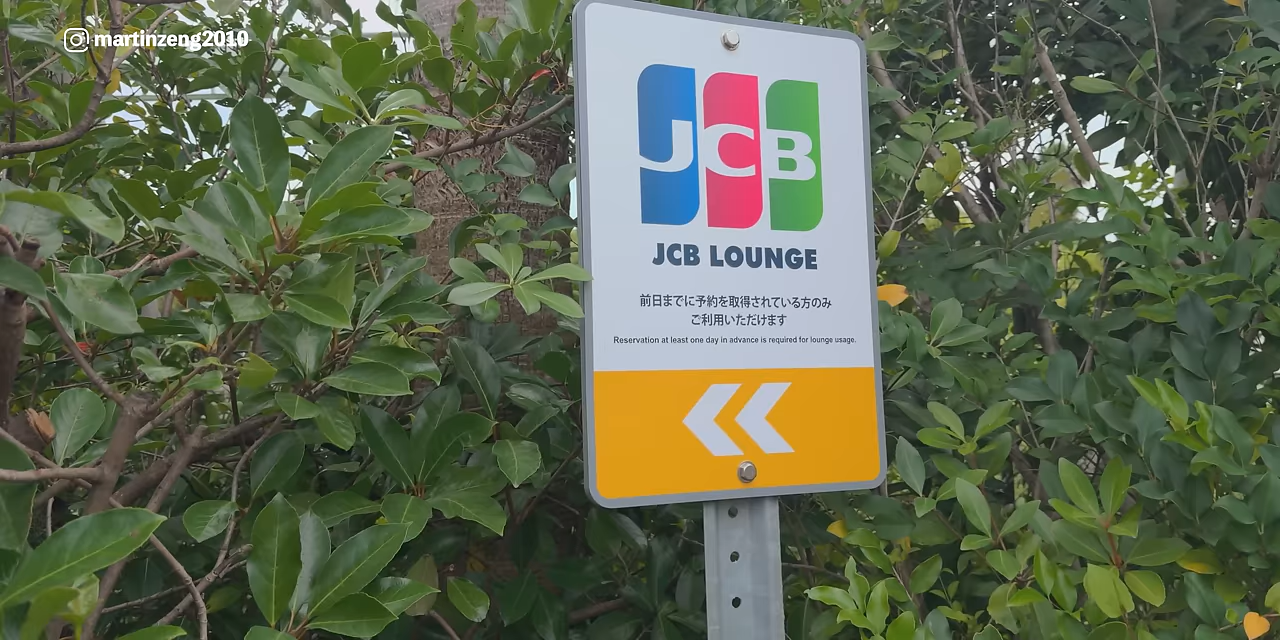 martinzeng2010
JCB
JCB LOUNGE
前日までに予約を取得されている方のみ
ご利用いただけます
Reservation at least one day in advance is required for lounge usage.